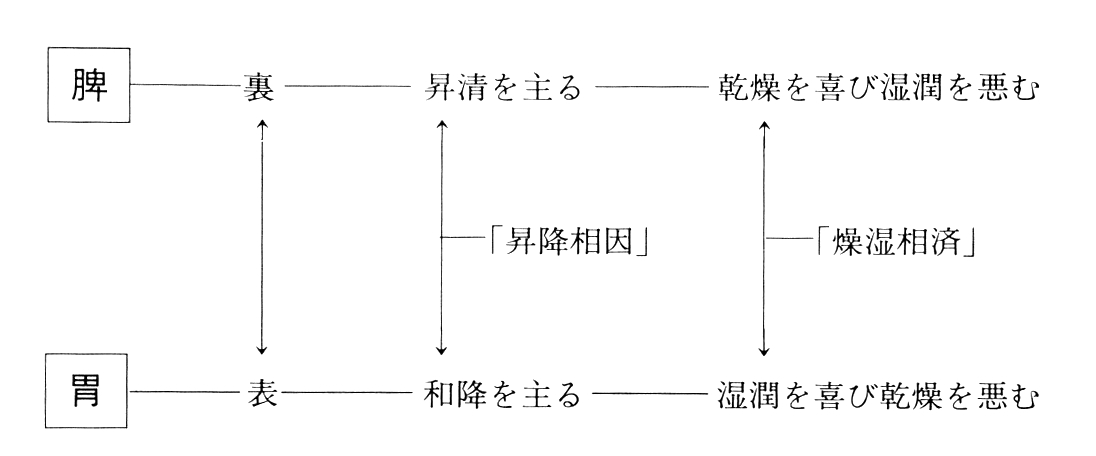 脾 裏 昇清を主る 乾燥を喜び湿潤を悪む
「昇降相因」 「燥湿相済」
胃 表 和降を主る 湿潤を喜び乾燥を悪む